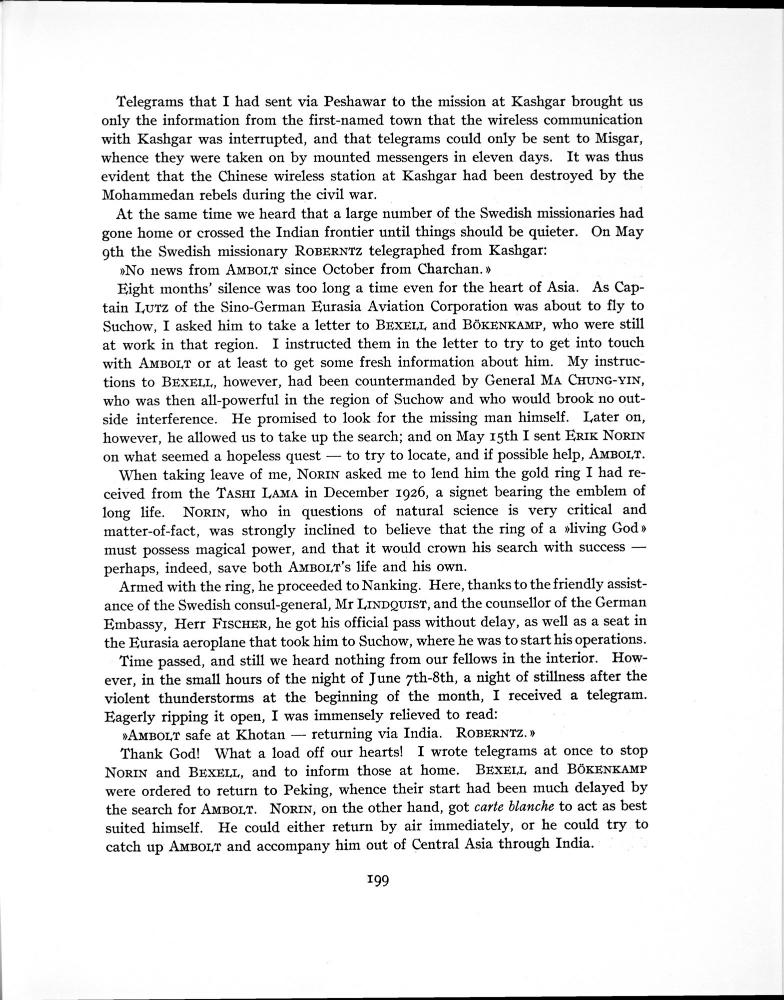 Telegrams that I had sent via Peshawar to the mission at Kashgar brought us
only the information from the first-named town that the wireless communication
with Kashgar was interrupted, and that telegrams could only be sent to Misgar,
whence they were taken on by mounted messengers in eleven days. It was thus
evident that the Chinese wireless station at Kashgar had been destroyed by the
Mohammedan rebels during the civil war.
At the same time we heard that a large number of the Swedish missionaries had
gone home or crossed the Indian frontier until things should be quieter. On May
9th the Swedish missionary ROBERNTZ telegraphed from Kashgar:
»No news from AMBOLT since October from Charchan.»
Eight months' silence was too long a time even for the heart of Asia. As Cap-
tain LUTZ of the Sino-German Eurasia Aviation Corporation was about to fly to
Suchow, I asked him to take a letter to BEXELL and BÖKENKAMP, who were still
at work in that region. I instructed them in the letter to try to get into touch
with AMBOLT or at least to get some fresh information about him. My instruc-
tions to BEXELL, however, had been countermanded by General MA CHUNG-YIN,
who was then all-powerful in the region of Suchow and who would brook no out-
side interference. He promised to look for the missing man himself. Later on,
however, he allowed us to take up the search; and on May 15th I sent ERIK NORIN
on what seemed a hopeless quest — to try to locate, and if possible help, AMBOLT.
When taking leave of me, NORIN asked me to lend him the gold ring I had re-
ceived from the TASHI LAMA in December 1926, a signet bearing the emblem of
long life. NORIN, who in questions of natural science is very critical and
matter-of-fact, was strongly inclined to believe that the ring of a »living God»
must possess magical power, and that it would crown his search with success —
perhaps, indeed, save both AMBOLT's life and his own.
Armed with the ring, he proceeded to Nanking. Here, thanks to the friendly assist-
ance of the Swedish consul-general, Mr LINDQUIST, and the counsellor of the German
Embassy, Herr FISCHER, he got his official pass without delay, as well as a seat in
the Eurasia aeroplane that took him to Suchow, where he was to start his operations.
Time passed, and still we heard nothing from our fellows in the interior. How-
ever, in the small hours of the night of June 7th-8th, a night of stillness after the
violent thunderstorms at the beginning of the month, I received a telegram.
Eagerly ripping it open, I was immensely relieved to read:
»AMBOLT safe at Khotan — returning via India. ROBERNTZ.»
Thank God! What a load off our hearts! I wrote telegrams at once to stop
NORIN and BEXELL, and to inform those at home. BEXELL and BÖKENKAMP
were ordered to return to Peking, whence their start had been much delayed by
the search for AMBOLT. NORIN, on the other hand, got carte blanche to act as best
suited himself. He could either return by air immediately, or he could try to
catch up AMBOLT and accompany him out of Central Asia through India.
199